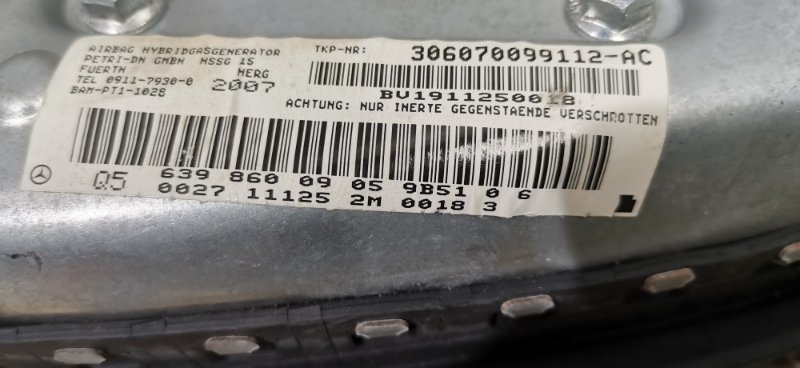 AIRBAG HYBRIDGASGENERATOR
PETRI-DN GMBH HSSG 15
FUERTH HERG
TEL 0911-7930-0 2007
BAM-PT1-1028
TKP-NR: 306070099112-AC
BV1911250018
ACHTUNG: NUR INERTE GEGENSTAENDE VERSCHROTTEN
Q5 639 860 09 05 9B51 0 6
0027 11125 2M 0018 3